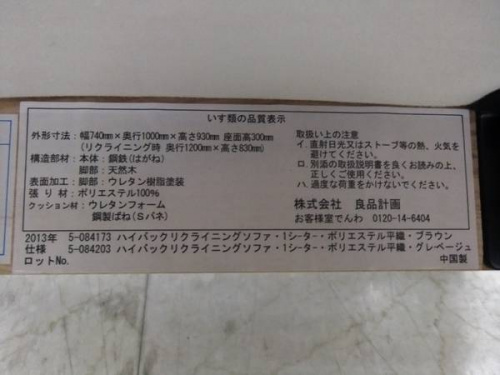 いす類の品質表示
外形寸法：幅740mm×奥行1000mm×高さ930mm 座面高300mm
(リクライニング時 奥行1200mm×高さ830mm)
構造部材：本体：鋼鉄(はがね)
脚部：天然木
表面加工：脚部：ウレタン樹脂塗装
張り材：ポリエステル100%
クッション材：ウレタンフォーム
鋼製ばね(Sバネ)
取扱い上の注意
イ. 直射日光又はストーブ等の熱、火気を
避けてください。
ロ. 別添の取扱説明書を良くお読みの上、
正しくご使用ください。
ハ. 過度な荷重をかけないでください。
株式会社 良品計画
お客様室でんわ 0120-14-6404
2013年 5-084173 ハイバックリクライニングソファ・1シーター・ポリエステル平織・ブラウン
仕様 5-084203 ハイバックリクライニングソファ・1シーター・ポリエステル平織・グレベージュ
ロットNo. 中国製